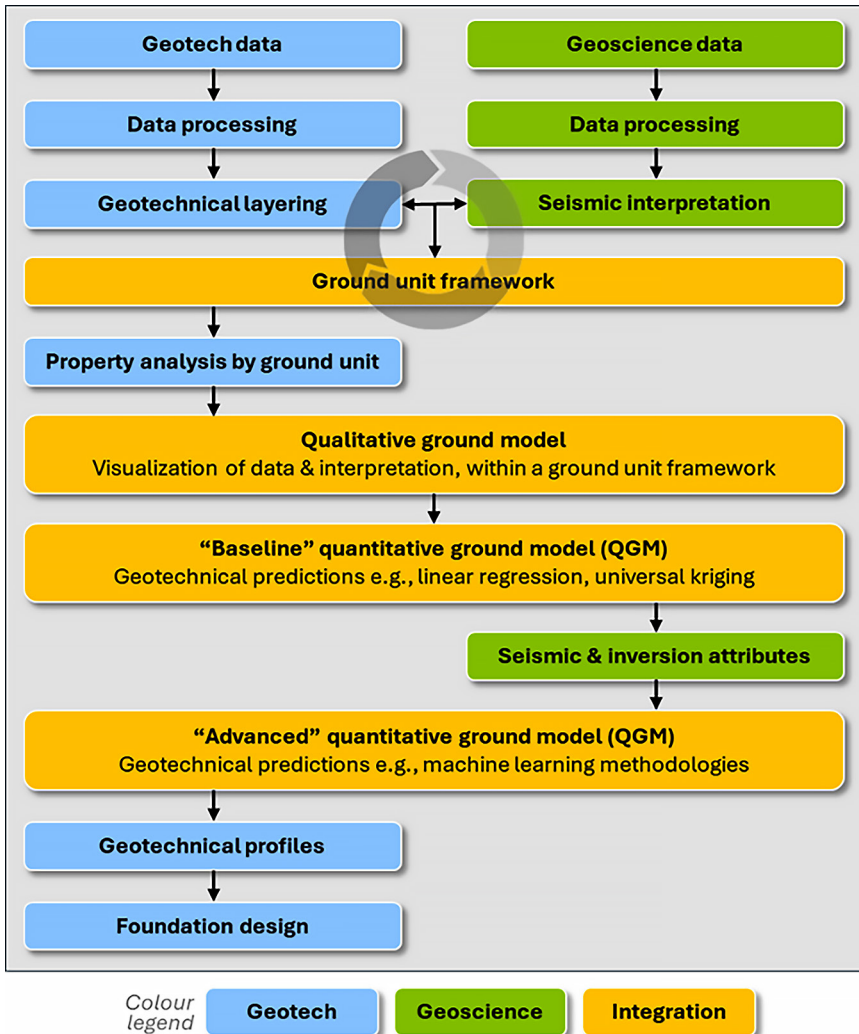 Geotech data
Geoscience data
Data processing
Data processing
Geotechnical layering
Seismic interpretation
Ground unit framework
Property analysis by ground unit
Qualitative ground model
Visualization of data & interpretation, within a ground unit framework
“Baseline” quantitative ground model (QGM)
Geotechnical predictions e.g., linear regression, universal kriging
Seismic & inversion attributes
“Advanced” quantitative ground model (QGM)
Geotechnical predictions e.g., machine learning methodologies
Geotechnical profiles
Foundation design
Colour
legend
Geotech
Geoscience
Integration